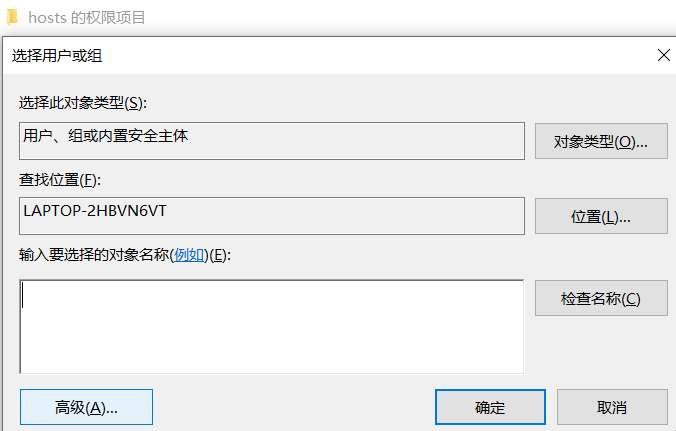 hosts 的权限项目
选择用户或组
选择此对象类型(S):
用户、组或内置安全主体
对象类型(O)...
查找位置(F):
LAPTOP-2HBVN6VT
位置(L)...
输入要选择的对象名称(例如)(E):
检查名称(C)
高级(A)...
确定
取消